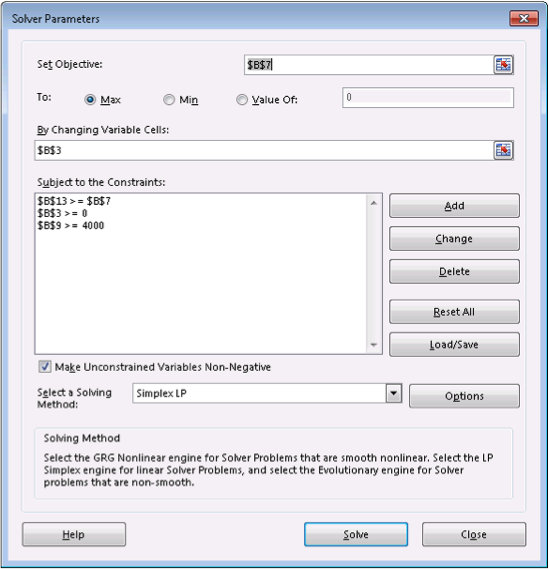 Solver Parameters
Set Objective: $B$7
To: Max Min Value Of: 0
By Changing Variable Cells:
$B$3
Subject to the Constraints:
$B$13 >= $B$7
$B$3 >= 0
$B$9 >= 4000
Add
Change
Delete
Reset All
Load/Save
Make Unconstrained Variables Non-Negative
Select a Solving
Method:
Simplex LP
Options
Solving Method
Select the GRG Nonlinear engine for Solver Problems that are smooth nonlinear. Select the LP
Simplex engine for linear Solver Problems, and select the Evolutionary engine for Solver
problems that are non-smooth.
Help
Solve
Close